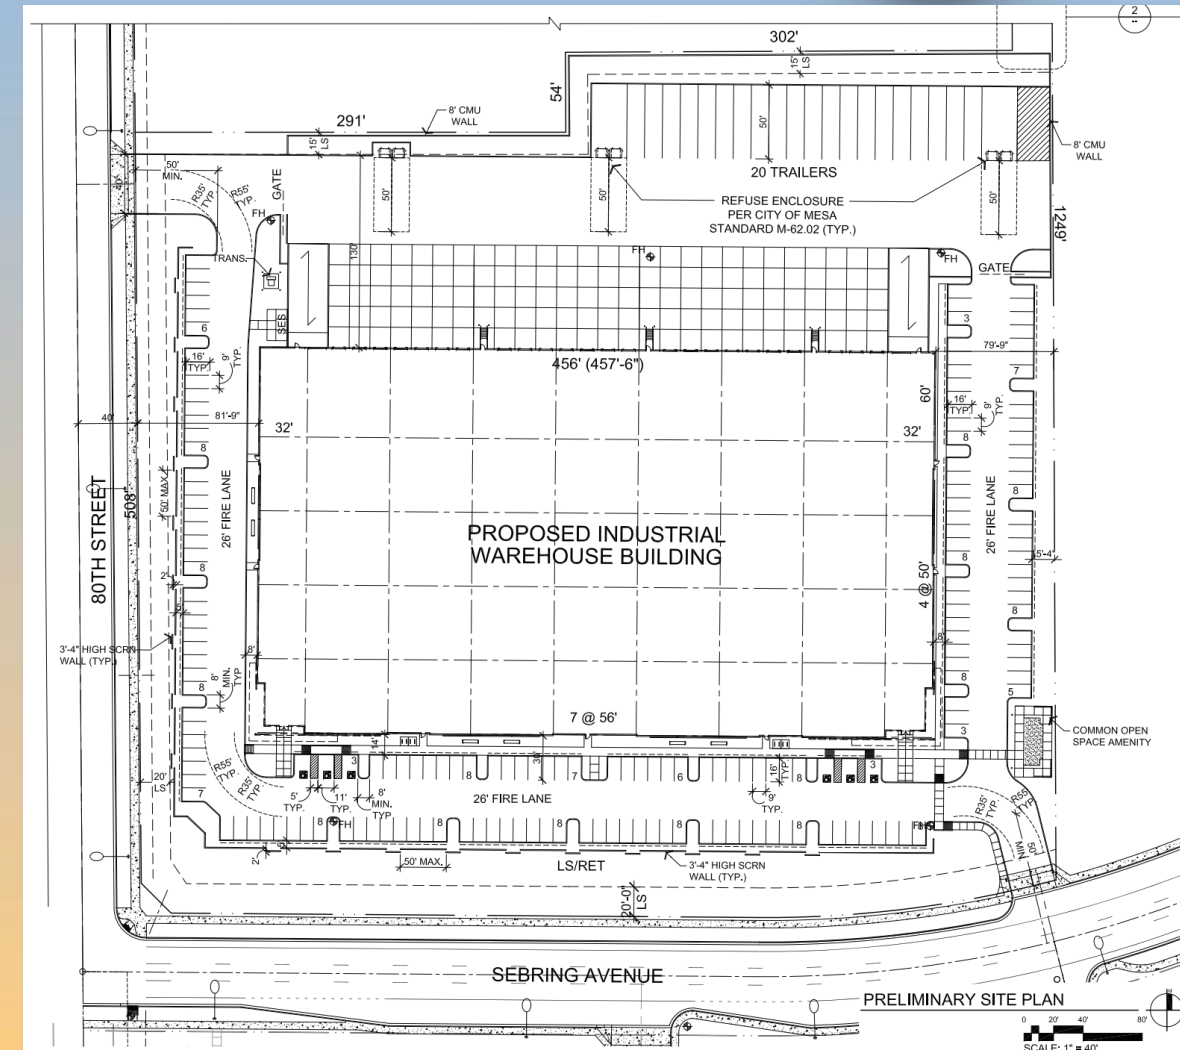 2
302'
15'
LS
54'
8' CMU
WALL
291'
15'
LS
50'
8' CMU
WALL
20 TRAILERS
50'
MIN.
40'
R35'
TYP.
R55'
TYP.
GATE
FH
50'
50'
50'
REFUSE ENCLOSURE
PER CITY OF MESA
STANDARD M-62.02 (TYP.)
1249'
130'
FH
FH
GATE
TRANS.
SES
6
3
79'-9"
16'
TYP.
9'
TYP.
456' (457'-6")
60'
7
16'
TYP.
9'
TYP.
40'
81'-9"
32'
32'
8
8
80TH STREET
508'
50' MAX.
26' FIRE LANE
PROPOSED INDUSTRIAL
WAREHOUSE BUILDING
26' FIRE LANE
8
5'-4"
2'
8
8
4 @ 50'
5'
8
3'-4" HIGH SCRN
WALL (TYP.)
8'
8'
8'
MIN.
TYP.
8
8
5
7 @ 56'
3
COMMON OPEN
SPACE AMENITY
14'
R55'
TYP.
R35'
TYP.
20'
LS
7
3
8
7
6
16'
TYP.
3
5'
TYP.
11'
TYP.
8'
MIN.
TYP.
26' FIRE LANE
9'
TYP.
R35'
TYP.
R55'
TYP.
50'
MIN.
8
FH
8
8
8
8
2'
50' MAX.
LS/RET
3'-4" HIGH SCRN
WALL (TYP.)
20'-0"
LS
SEBRING AVENUE
PRELIMINARY SITE PLAN
0 20' 40' 80'
SCALE: 1" = 40'